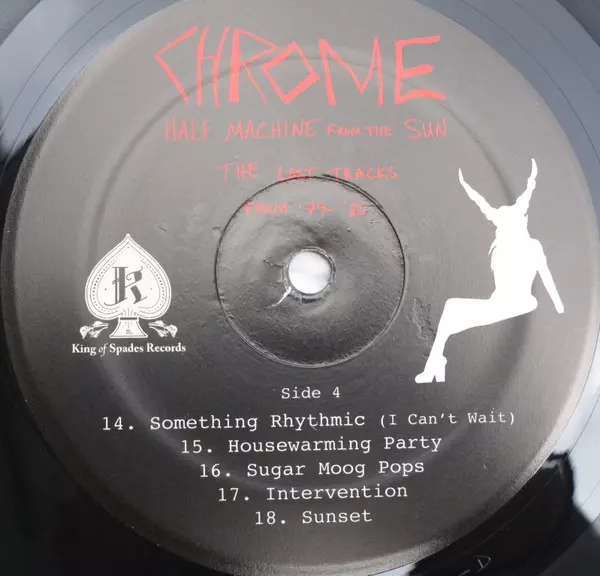 CHROME
HALF MACHINE FROM THE SUN
THE LOST TRACKS
FROM '79-'80
K
King of Spades Records
Side 4
14. Something Rhythmic (I Can't Wait)
15. Housewarming Party
16. Sugar Moog Pops
17. Intervention
18. Sunset
-D